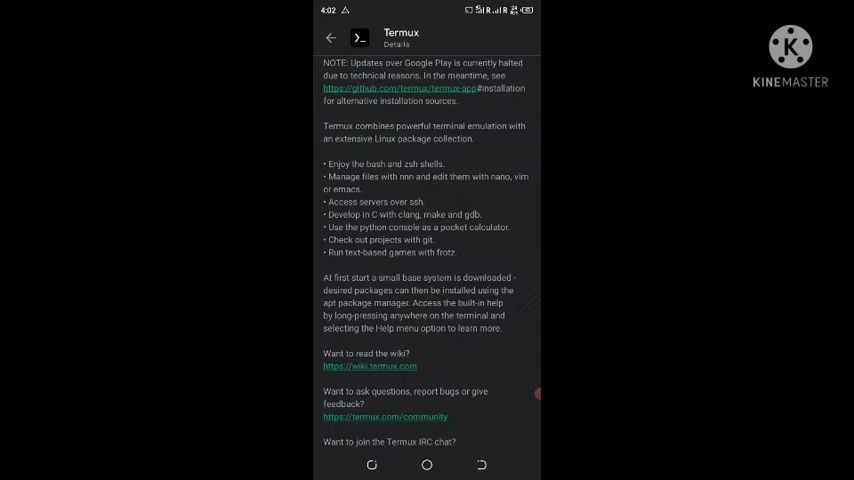 4:02
Termux
Details
NOTE: Updates over Google Play is currently halted
due to technical reasons. In the meantime, see
https://github.com/termux/termux-app#installation
for alternative installation sources.
Termux combines powerful terminal emulation with
an extensive Linux package collection.
• Enjoy the bash and zsh shells.
• Manage files with nnn and edit them with nano, vim
or emacs.
• Access servers over ssh.
• Develop in C with clang, make and gdb.
• Use the python console as a pocket calculator.
• Check out projects with git.
• Run text-based games with frotz.
At first start a small base system is downloaded -
desired packages can then be installed using the
apt package manager. Access the built-in help
by long-pressing anywhere on the terminal and
selecting the Help menu option to learn more.
Want to read the wiki?
https://wiki.termux.com
Want to ask questions, report bugs or give
feedback?
https://termux.com/community
Want to join the Termux IRC chat?
K
KINEMASTER